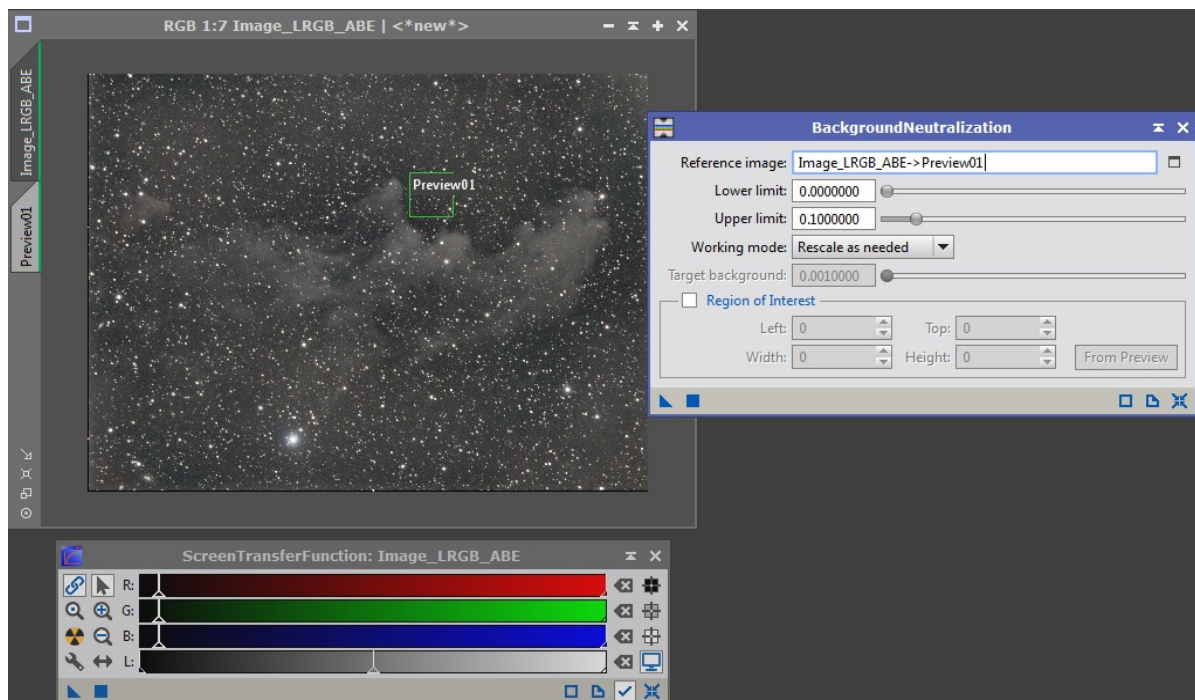 RGB 1:7 Image_LRGB_ABE | <*new*>
Image_LRGB_ABE
Preview01
Preview01
BackgroundNeutralization
Reference image: Image_LRGB_ABE->Preview01
Lower limit: 0.0000000
Upper limit: 0.1000000
Working mode: Rescale as needed
Target background: 0.0010000
Region of Interest
Left: 0 Top: 0
Width: 0 Height: 0 From Preview
ScreenTransferFunction: Image_LRGB_ABE
R:
G:
B:
L: